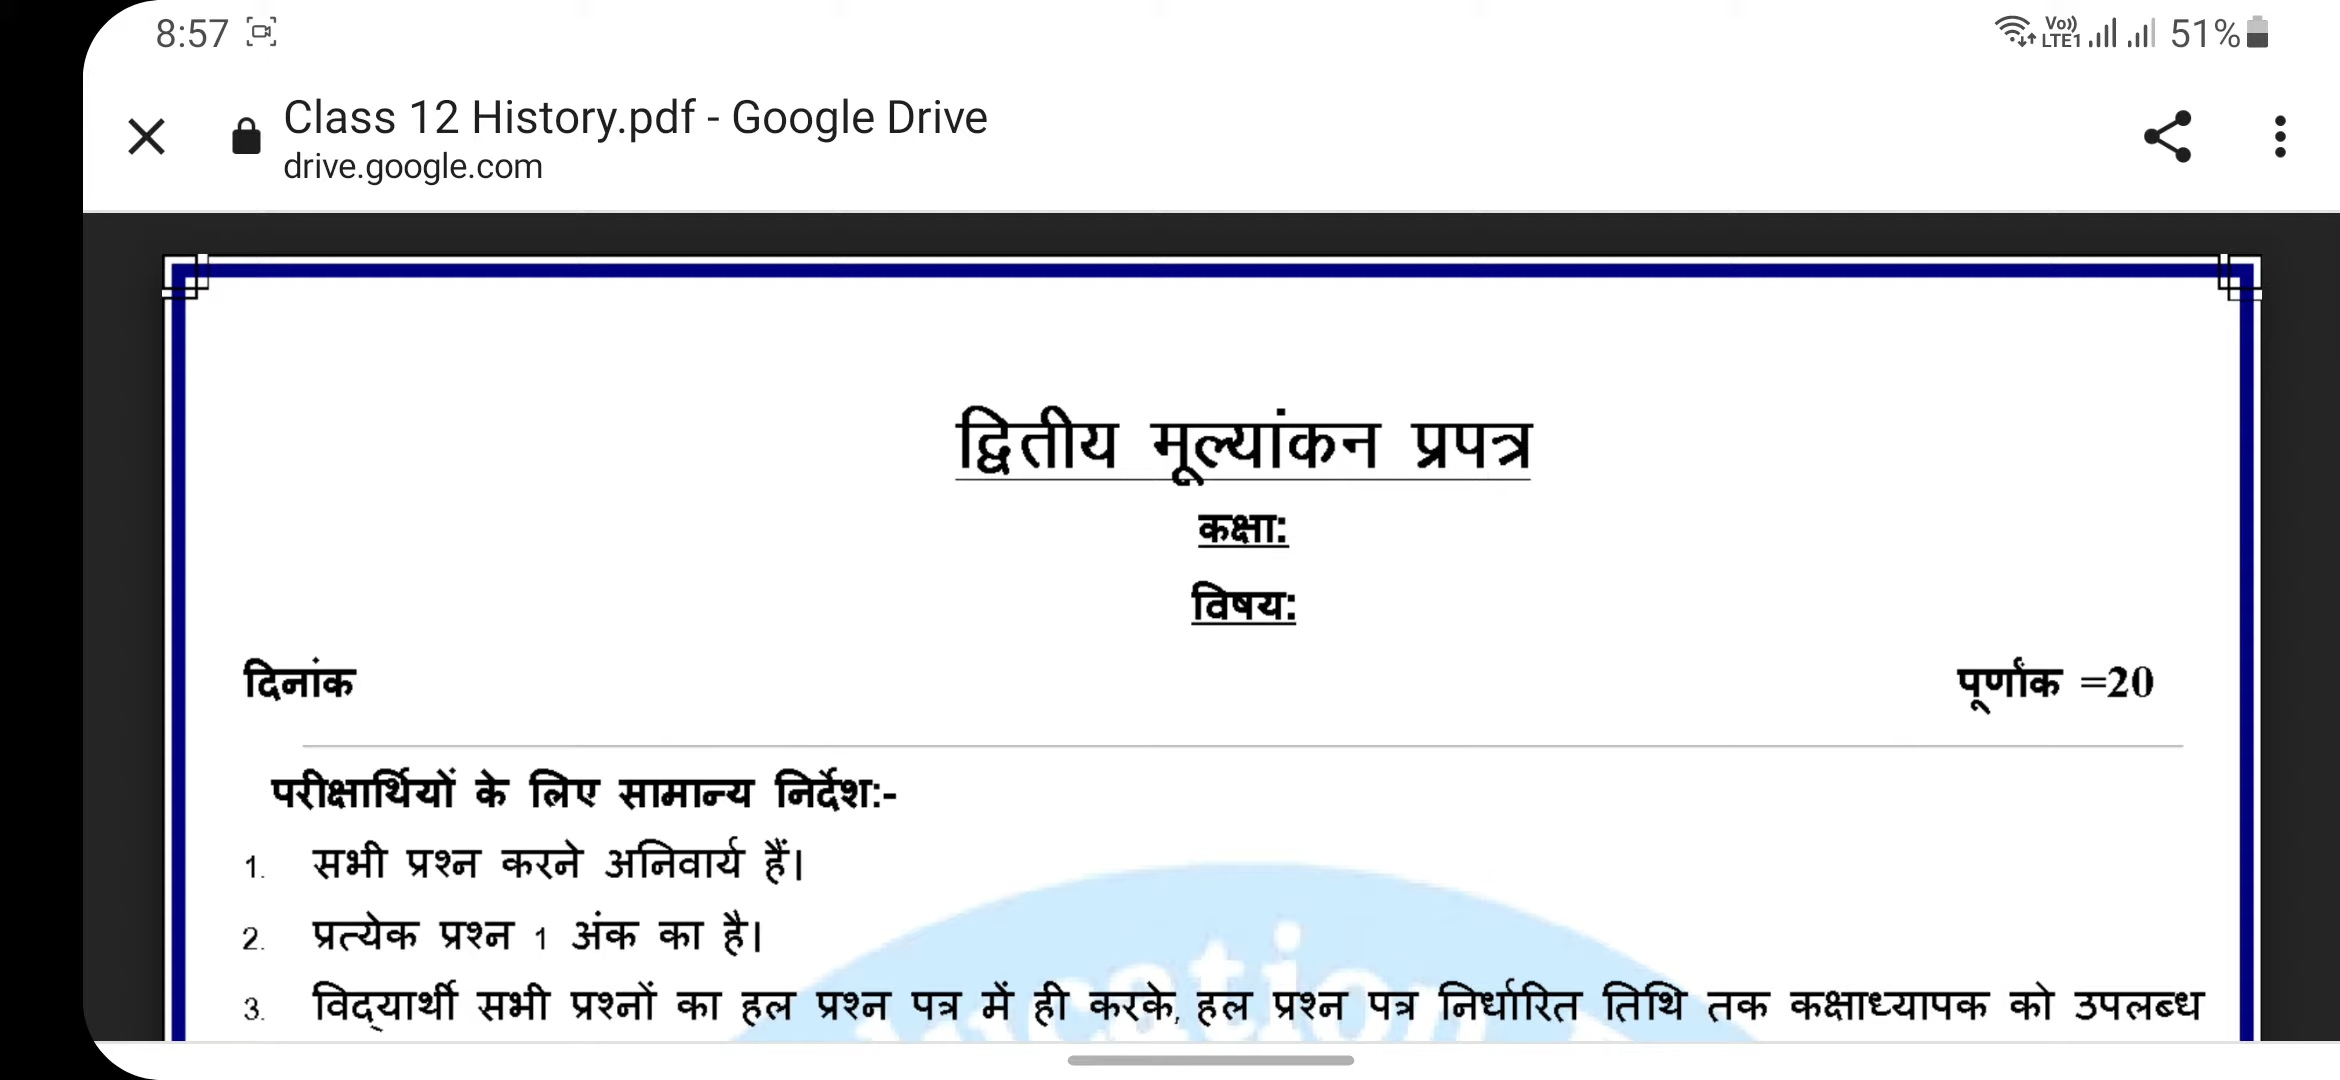 8:57 Vo)) LTE1 51%
Class 12 History.pdf - Google Drive
drive.google.com
द्वितीय मूल्यांकन प्रपत्र
कक्षा:
विषय:
दिनांक पूर्णांक =20
परीक्षार्थियों के लिए सामान्य निर्देश:-
1. सभी प्रश्न करने अनिवार्य हैं।
2. प्रत्येक प्रश्न 1 अंक का है।
3. विद्यार्थी सभी प्रश्नों का हल प्रश्न पत्र में ही करके, हल प्रश्न पत्र निर्धारित तिथि तक कक्षाध्यापक को उपलब्ध